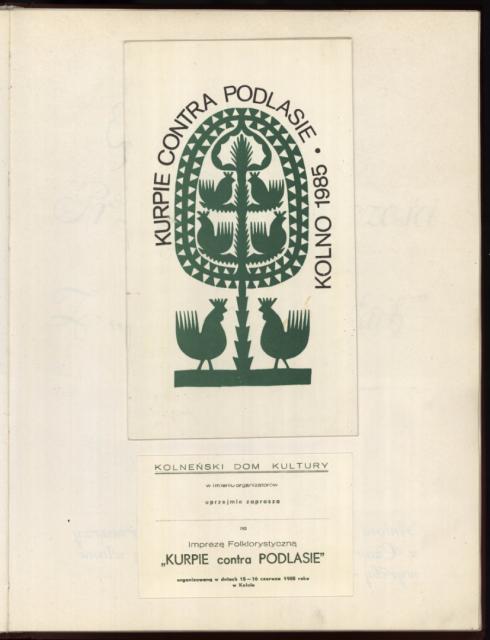 KURPIE CONTRA PODLASIE • KOLNO 1985
KOLNEŃSKI DOM KULTURY
w imieniu organizatorów
uprzejmie zaprasza
na
Imprezę Folklorystyczną
„KURPIE contra PODLASIE”
organizowaną w dniach 15—16 czerwca 1985 roku
w Kolnie